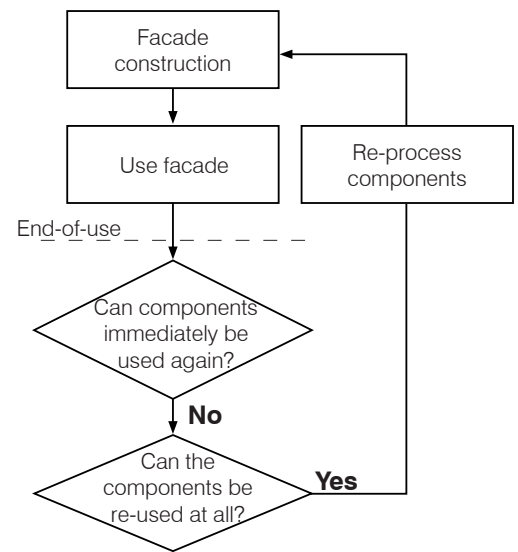 Facade
construction
Use facade
Re-process
components
End-of-use
Can components
immediately be
used again?
No
Can the
components be
re-used at all?
Yes